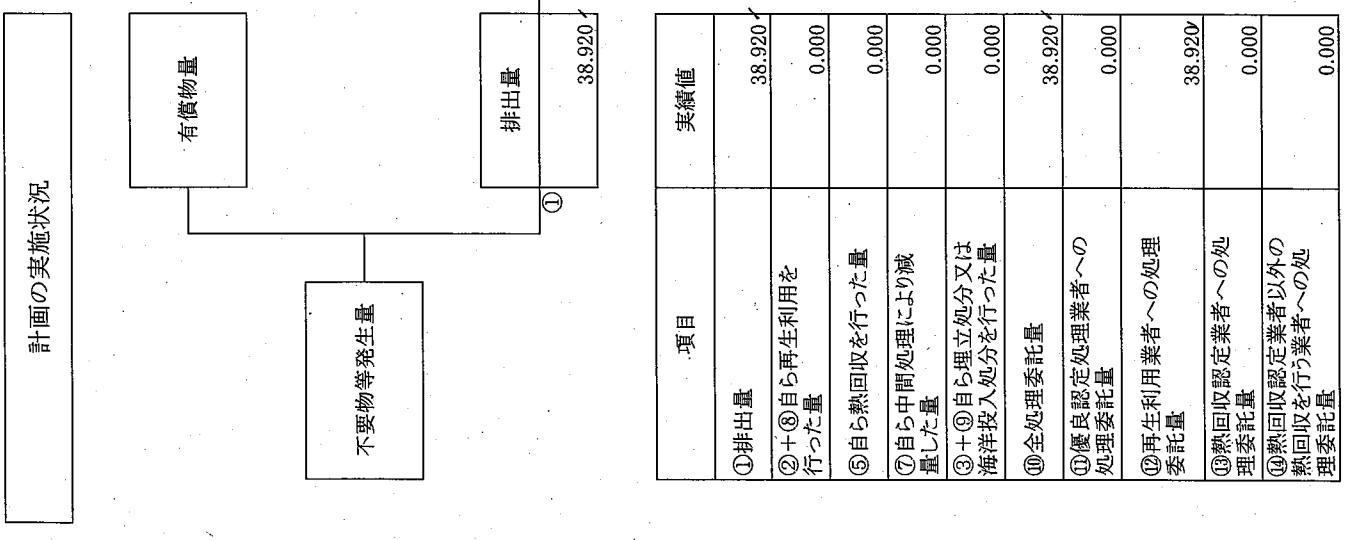 計画の実施状況
有償物量
不要物等発生量
排出量
38.920
①
項目
実績値
①排出量
38.920
②+⑧自ら再生利用を
行った量
0.000
⑤自ら熱回収を行った量
0.000
⑦自ら中間処理により減
量した量
0.000
③+⑨自ら埋立処分又は
海洋投入処分を行った量
0.000
⑩全処理委託量
38.920
⑪優良認定処理業者への
処理委託量
0.000
⑫再生利用業者への処理
委託量
38.920
⑬熱回収認定業者への処
理委託量
0.000
⑭熱回収認定業者以外の
熱回収を行う業者への処
理委託量
0.000